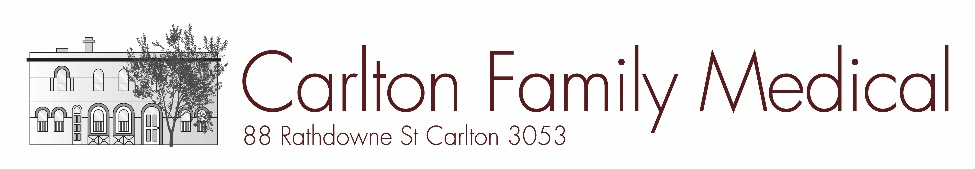 Carlton Family Medical
88 Rathdowne St Carlton 3053